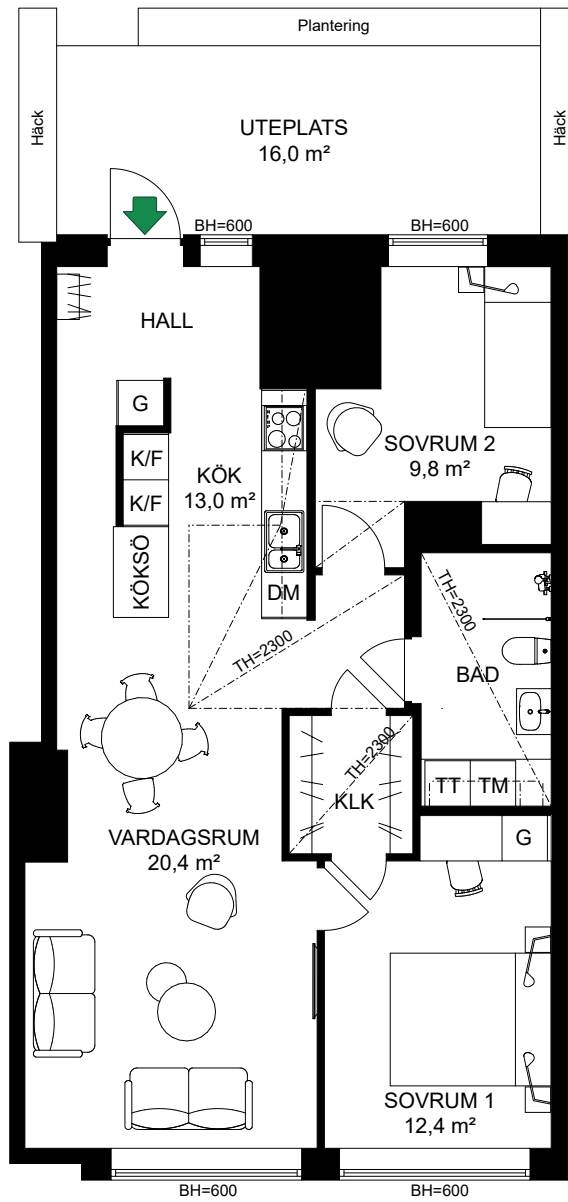 Plantering
Häck
Häck
UTEPLATS
16,0 m²
BH=600
BH=600
HALL
G
K/F
K/F
KÖK
13,0 m²
SOVRUM 2
9,8 m²
KÖKSÖ
DM
TH=2300
TH=2300
BAD
TH=2300
KLK
TT
TM
VARDAGSRUM
20,4 m²
G
SOVRUM 1
12,4 m²
BH=600
BH=600